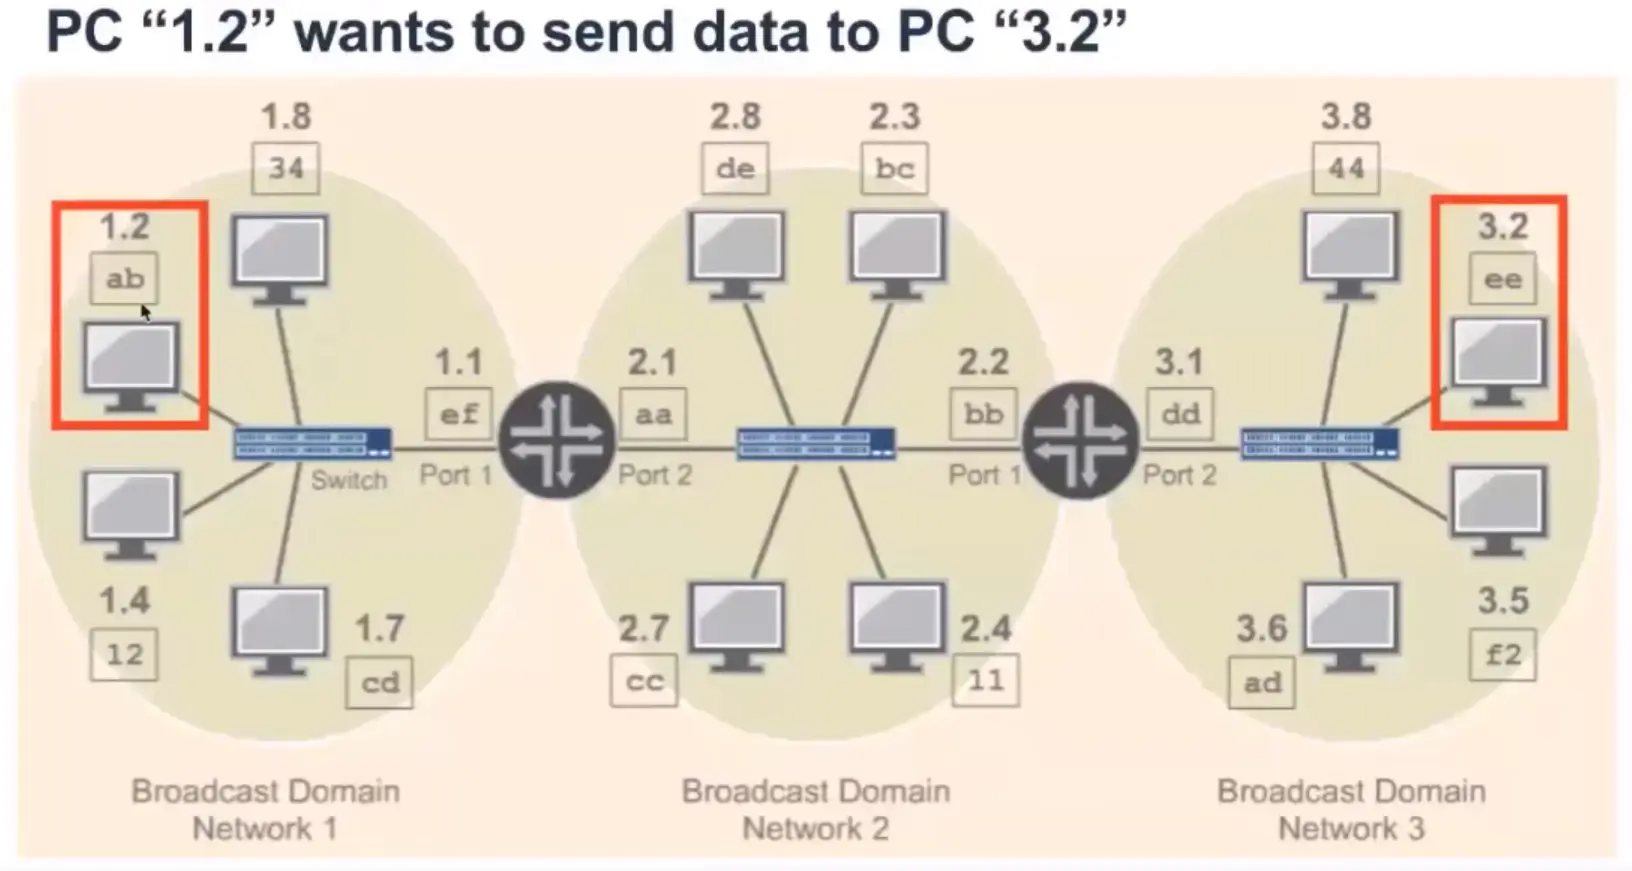 PC “1.2” wants to send data to PC “3.2”
1.8
34
1.2
ab
1.4
12
1.7
cd
Switch
1.1
ef
Port 1
2.1
aa
Port 2
2.8
de
2.3
bc
2.7
cc
2.4
11
2.2
bb
Port 1
3.1
dd
Port 2
3.8
44
3.2
ee
3.6
ad
3.5
f2
Broadcast Domain
Network 1
Broadcast Domain
Network 2
Broadcast Domain
Network 3